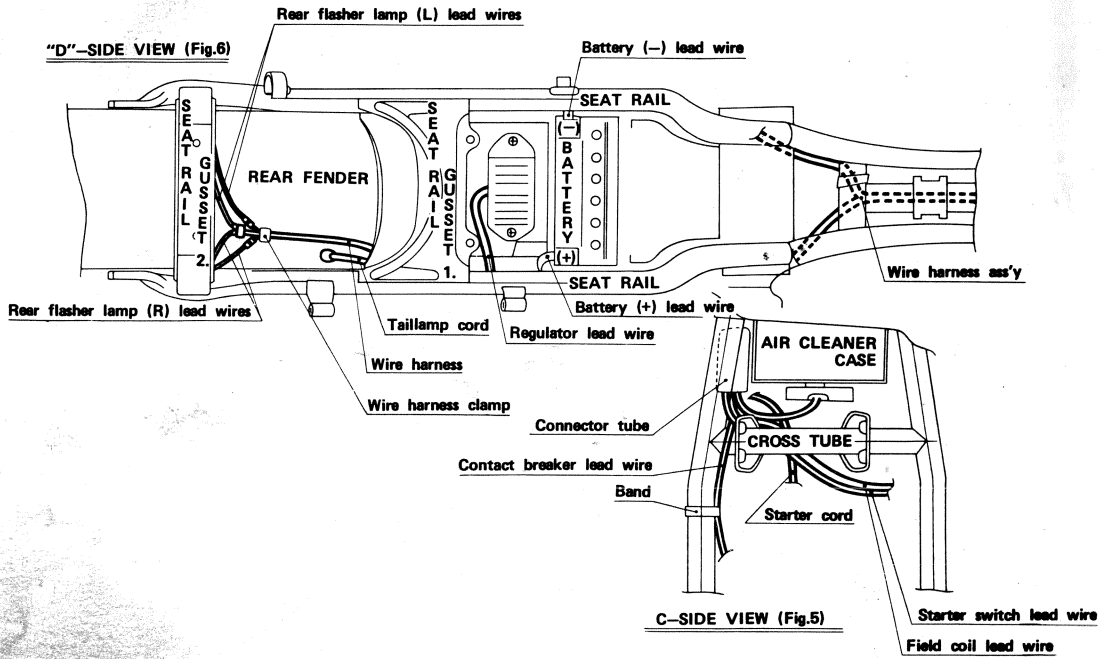 Rear flasher lamp (L) lead wires
"D"—SIDE VIEW (Fig.6)
Battery (—) lead wire
SEAT RAIL
SEAT RAIL GUSSET 2.
REAR FENDER
SEAT RAIL GUSSET 1.
(—)
BATTERY
(+)
SEAT RAIL
Wire harness ass'y
Rear flasher lamp (R) lead wires
Taillamp cord
Battery (+) lead wire
Regulator lead wire
Wire harness
Wire harness clamp
AIR CLEANER
CASE
Connector tube
CROSS TUBE
Contact breaker lead wire
Band
Starter cord
C—SIDE VIEW (Fig.5)
Starter switch lead wire
Field coil lead wire